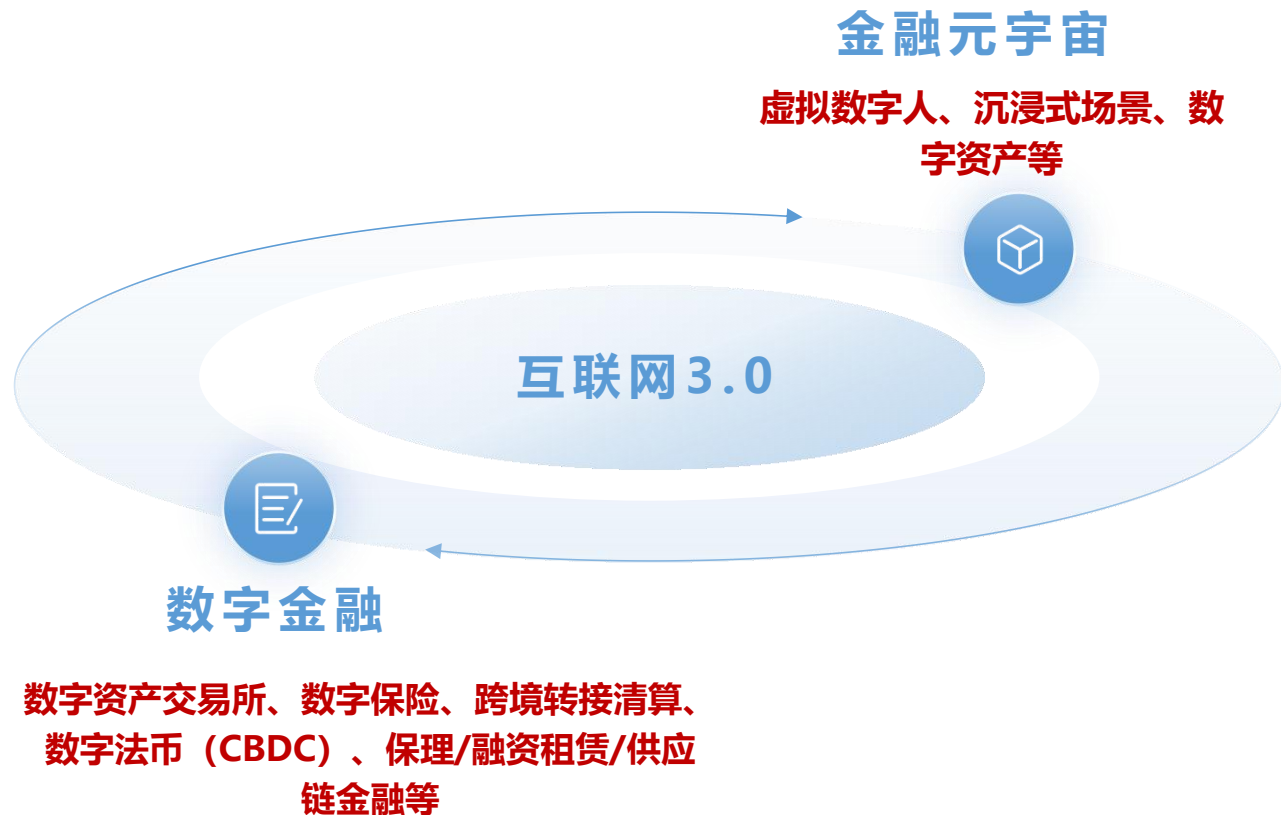 金融元宇宙
虚拟数字人、沉浸式场景、数
字资产等
互联网3.0
数字金融
数字资产交易所、数字保险、跨境转接清算、
数字法币（CBDC）、保理/融资租赁/供应
链金融等